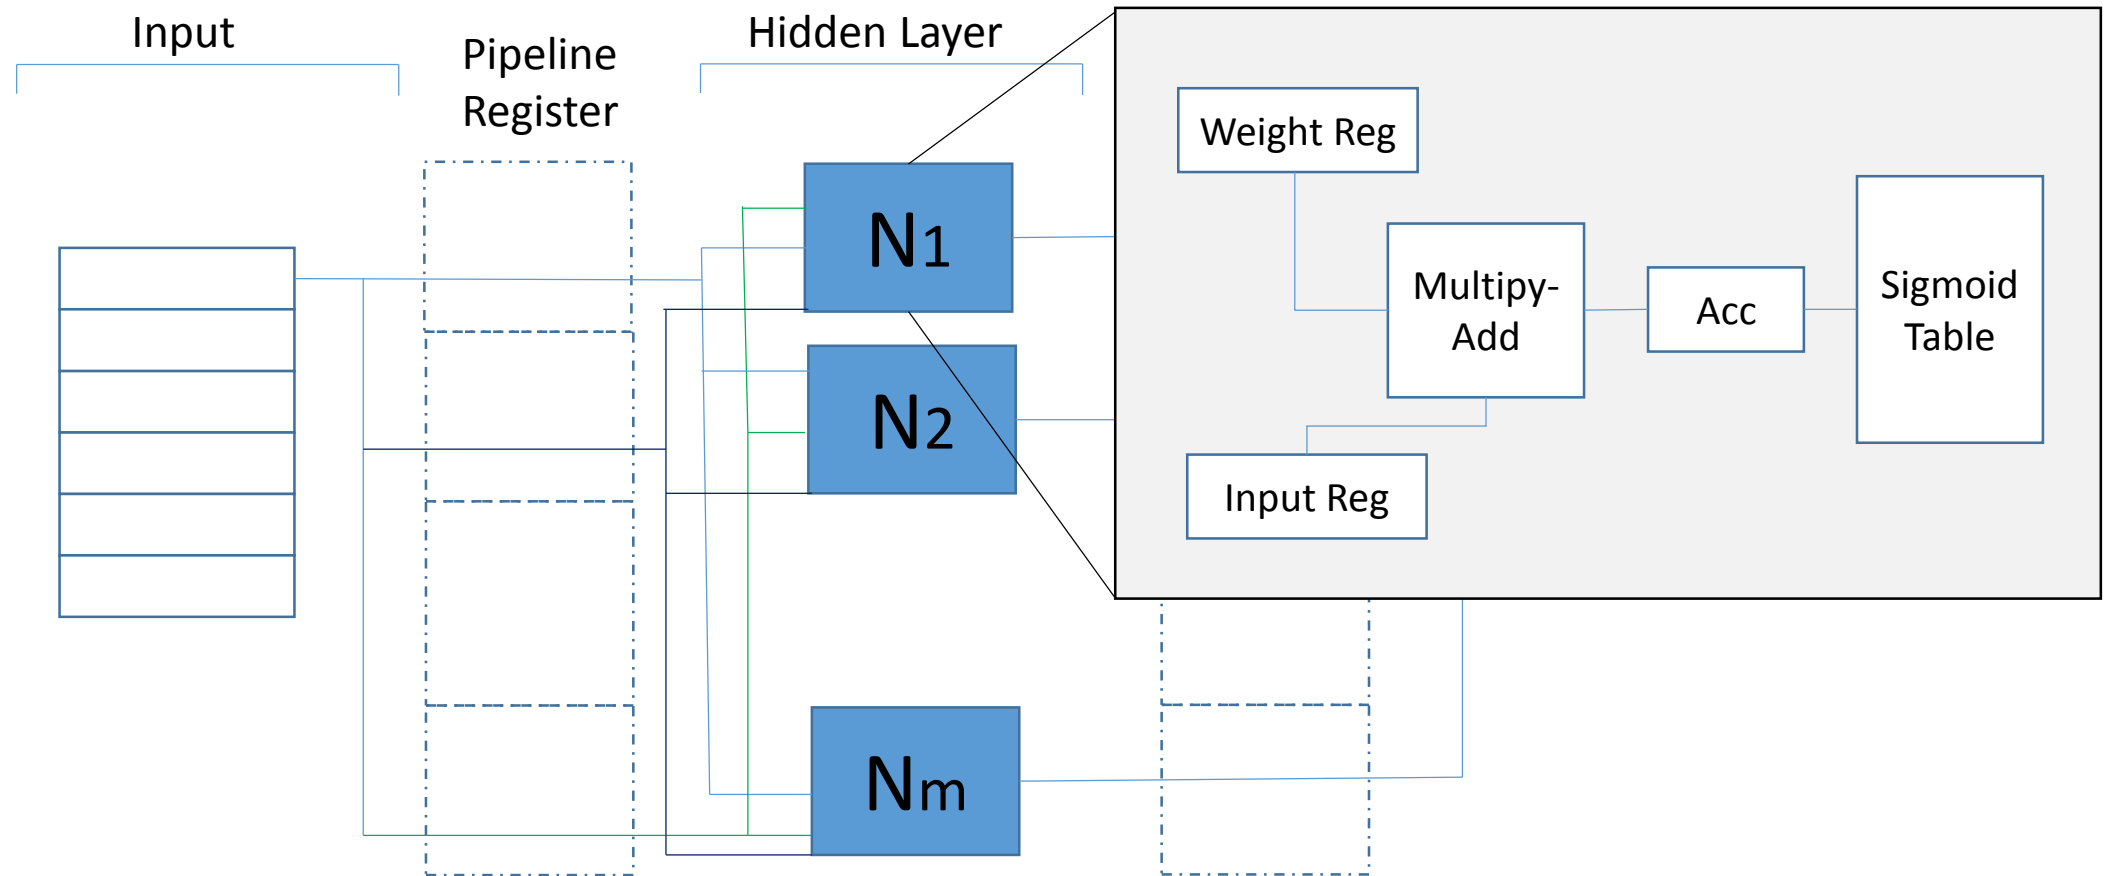 Input
Pipeline
Register
Hidden Layer
N1
N2
Nm
Weight Reg
Multipy-
Add
Acc
Sigmoid
Table
Input Reg